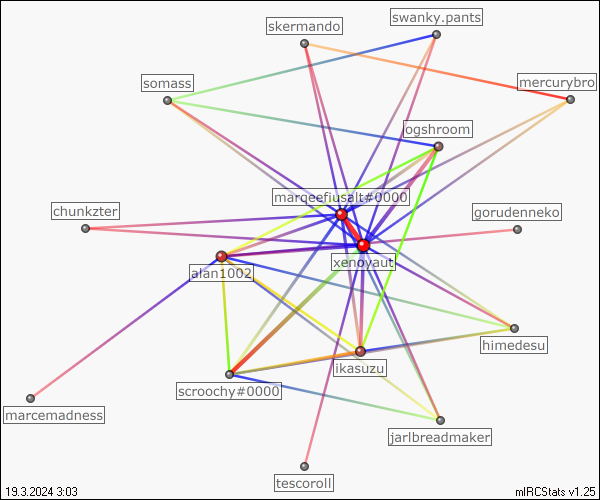 swanky.pants
skermando
somass
mercurybro
ogshroom
marqeefiusalt#0000
chunkzter
gorudenneko
xenoyaut
alan1002
himedesu
ikasuzu
scroochy#0000
marcemadness
jarlbreadmaker
tescoroll
19.3.2024 3:03
mIRCStats v1.25